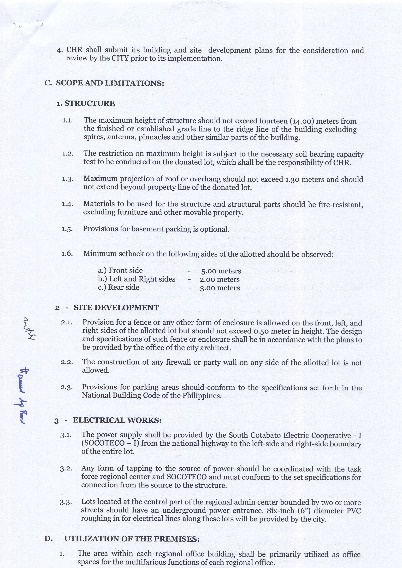 4. CHR shall submit its building and site development plans for the consideration and
review by the CITY prior to its implementation.
C. SCOPE AND LIMITATIONS:
1. STRUCTURE
1.1. The maximum height of structure should not exceed fourteen (14.00) meters from
the finished or established grade line to the ridge line of the building excluding
spires, antenna, pinnacles and other similar parts of the building.
1.2. The restriction on maximum height is subject to the necessary soil bearing capacity
test to be conducted on the donated lot, which shall be the responsibility of CHR.
1.3. Maximum projection of roof or overhang should not exceed 1.30 meters and should
not extend beyond property line of the donated lot.
1.4. Materials to be used for the structure and structural parts should be fire-resistant,
excluding furniture and other movable property.
1.5. Provisions for basement parking is optional.
1.6. Minimum setback on the following sides of the allotted should be observed:
a.) Front side - 5.00 meters
b.) Left and Right sides - 2.00 meters
c.) Rear side 3.00 meters
2 - SITE DEVELOPMENT
2.1. Provision for a fence or any other form of enclosure is allowed on the front, left, and
right sides of the allotted lot but should not exceed 0.50 meter in height. The design
and specifications of such fence or enclosure shall be in accordance with the plans to
be provided by the office of the city architect.
2.2. The construction of any firewall or party wall on any side of the allotted lot is not
allowed.
2.3. Provisions for parking areas should conform to the specifications set forth in the
National Building Code of the Philippines.
3 - ELECTRICAL WORKS:
3.1. The power supply shall be provided by the South Cotabato Electric Cooperative - I
(SOCOTECO – I) from the national highway to the left-side and right-side boundary
of the entire lot.
3.2. Any form of tapping to the source of power should be coordinated with the task
force regional center and SOCOTECO and must conform to the set specifications for
connection from the source to the structure.
3.3. Lots located at the central part of the regional admin center bounded by two or more
streets should have an underground power entrance. Six-inch (6") diameter PVC
roughing in for electrical lines along these lots will be provided by the city.
D. UTILIZATION OF THE PREMISES:
1. The area within each regional office building, shall be primarily utilized as office
spaces for the multifarious functions of each regional office.